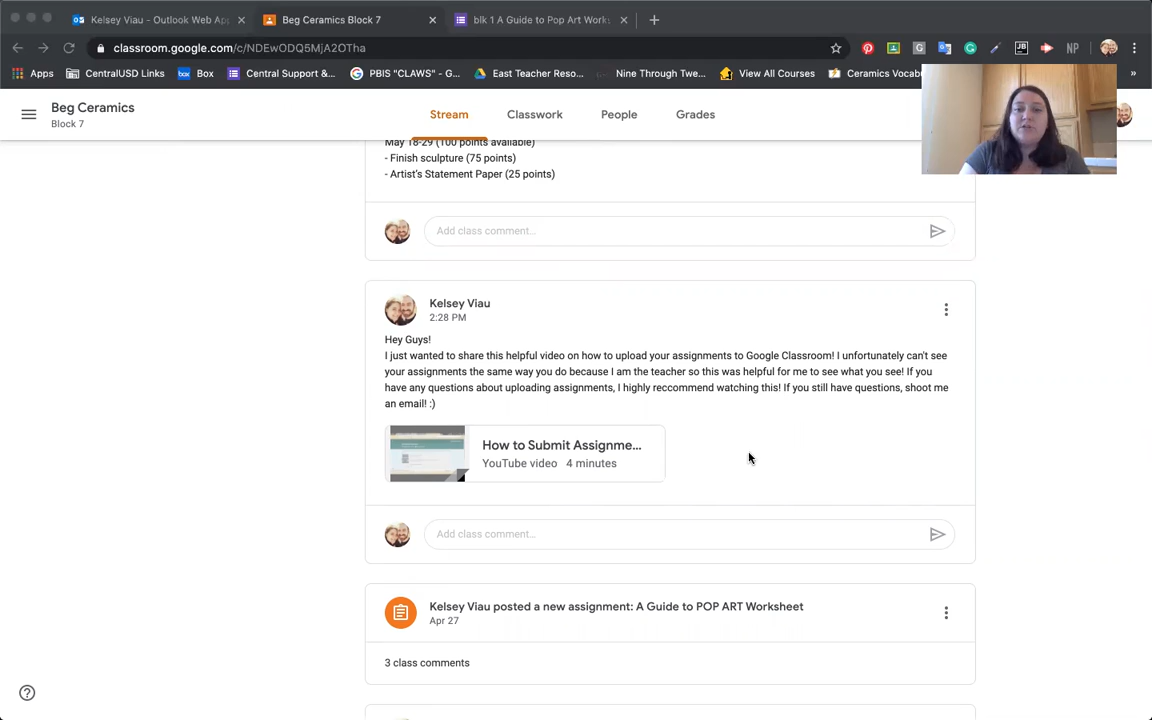 Kelsey Viau - Outlook Web Ap
Beg Ceramics Block 7
blk 1 A Guide to Pop Art Works
classroom.google.com/c/NDEwODQ5MjA2OTha
Apps
CentralUSD Links
box Box
Central Support &...
PBIS "CLAWS" - G...
East Teacher Reso...
Nine Through Twe...
View All Courses
Ceramics Vocab
»
JB
NP
Beg Ceramics
Block 7
Stream
Classwork
People
Grades
May 18-29 (100 points available)
- Finish sculpture (75 points)
- Artist's Statement Paper (25 points)
Add class comment...
Kelsey Viau
2:28 PM
Hey Guys!
I just wanted to share this helpful video on how to upload your assignments to Google Classroom! I unfortunately can't see
your assignments the same way you do because I am the teacher so this was helpful for me to see what you see! If you
have any questions about uploading assignments, I highly reccommend watching this! If you still have questions, shoot me
an email! :)
How to Submit Assignme...
YouTube video 4 minutes
Add class comment...
Kelsey Viau posted a new assignment: A Guide to POP ART Worksheet
Apr 27
3 class comments